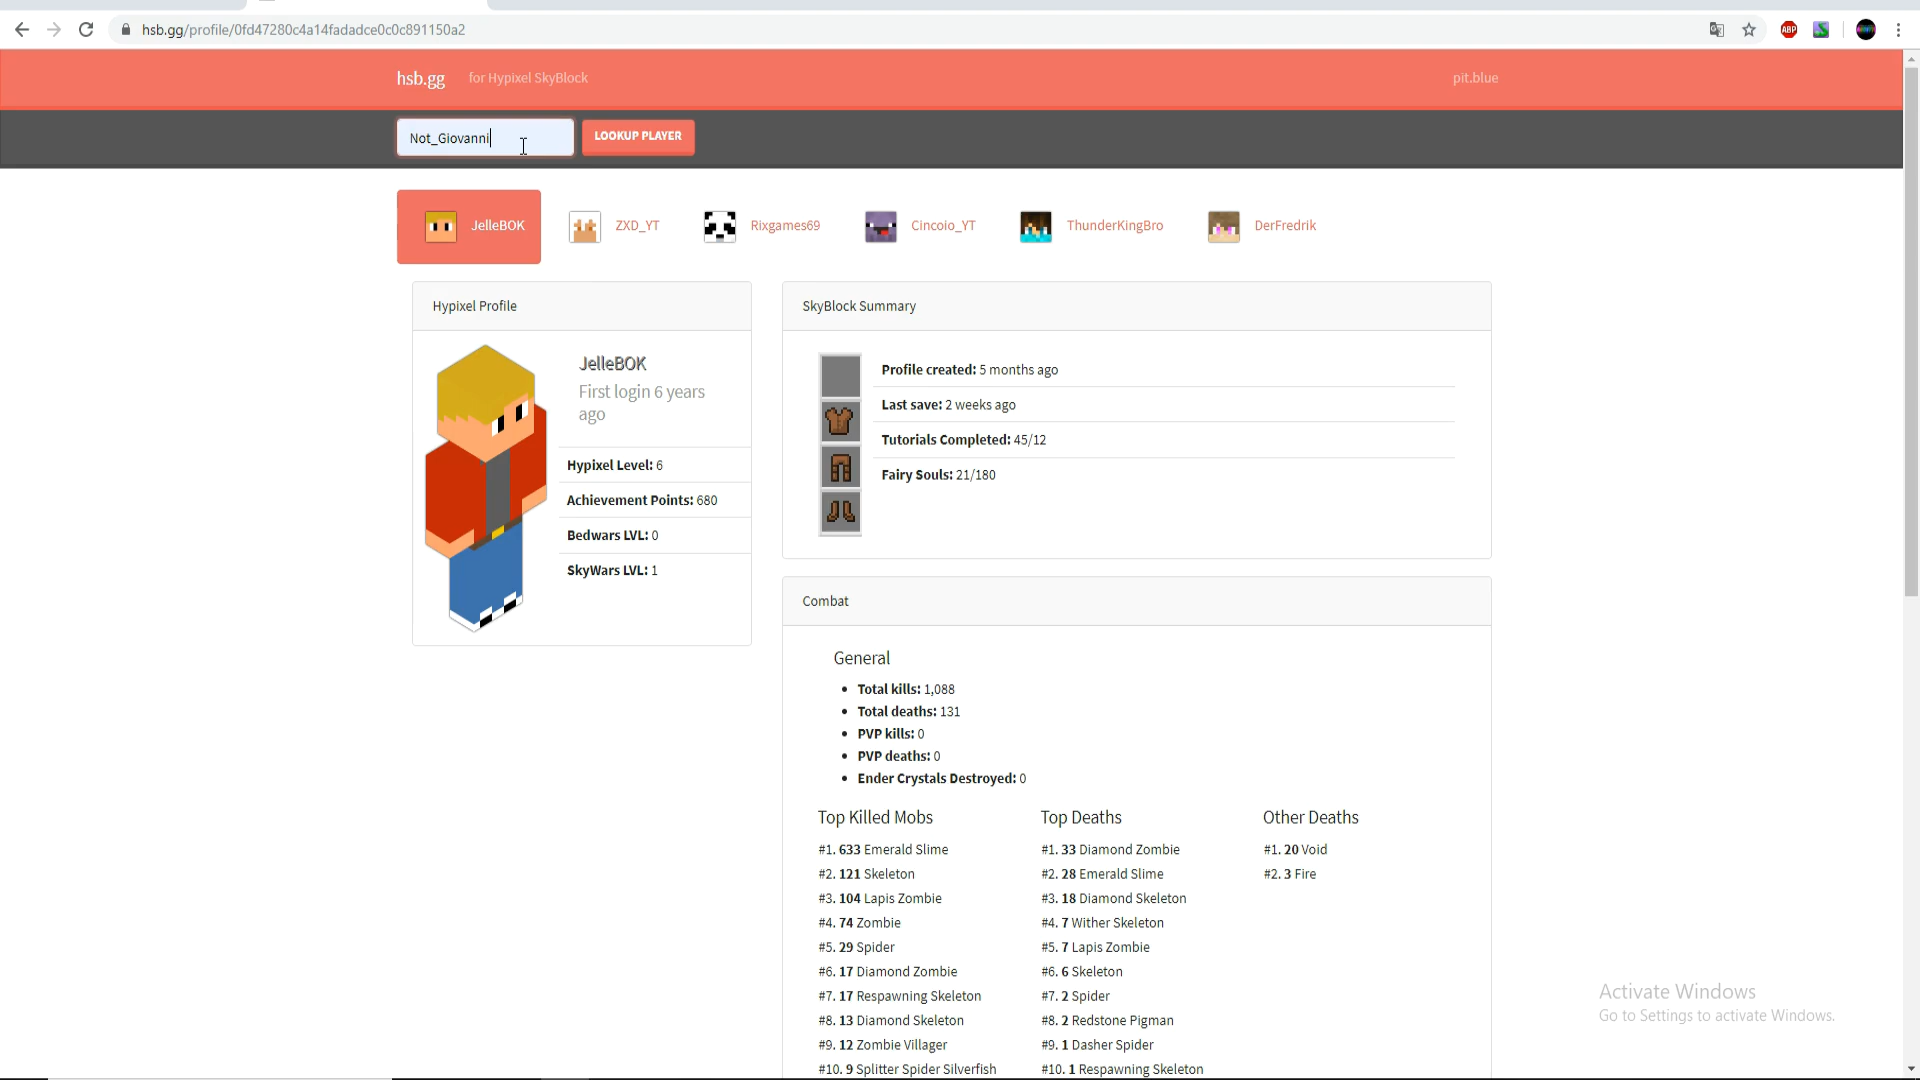 hsb.gg/profile/0fd47280c4a14fadadce0c0c891150a2
ABP
hsb.gg for Hypixel SkyBlock pit.blue
Not_Giovanni LOOKUP PLAYER
JelleBOK ZXD_YT Rixgames69 Cincoio_YT ThunderKingBro DerFredrik
Hypixel Profile
JelleBOK
First login 6 years
ago
Hypixel Level: 6
Achievement Points: 680
Bedwars LVL: 0
SkyWars LVL: 1
SkyBlock Summary
Profile created: 5 months ago
Last save: 2 weeks ago
Tutorials Completed: 45/12
Fairy Souls: 21/180
Combat
General
Total kills: 1,088
Total deaths: 131
PVP kills: 0
PVP deaths: 0
Ender Crystals Destroyed: 0
Top Killed Mobs
#1. 633 Emerald Slime
#2. 121 Skeleton
#3. 104 Lapis Zombie
#4. 74 Zombie
#5. 29 Spider
#6. 17 Diamond Zombie
#7. 17 Respawning Skeleton
#8. 13 Diamond Skeleton
#9. 12 Zombie Villager
#10. 9 Splitter Spider Silverfish
Top Deaths
#1. 33 Diamond Zombie
#2. 28 Emerald Slime
#3. 18 Diamond Skeleton
#4. 7 Wither Skeleton
#5. 7 Lapis Zombie
#6. 6 Skeleton
#7. 2 Spider
#8. 2 Redstone Pigman
#9. 1 Dasher Spider
#10. 1 Respawning Skeleton
Other Deaths
#1. 20 Void
#2. 3 Fire
Activate Windows
Go to Settings to activate Windows.